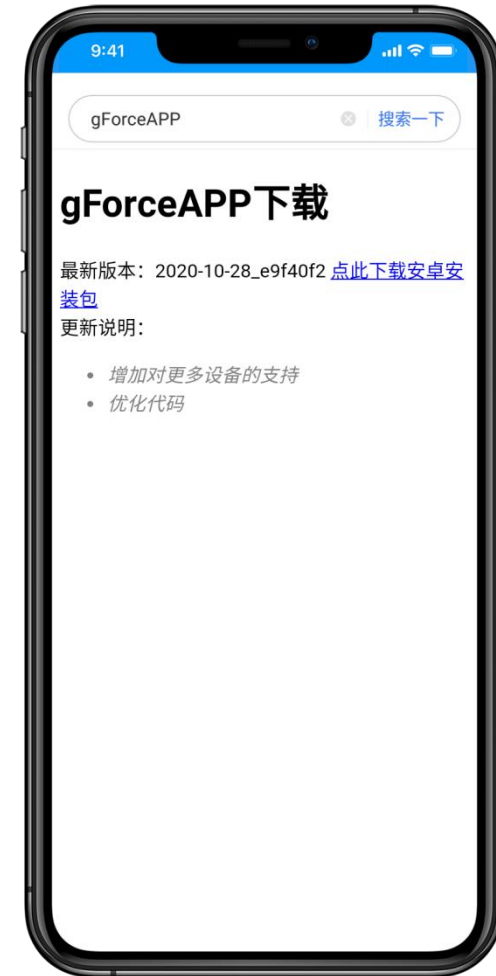 9:41
gForceAPP 搜索一下
gForceAPP下载
最新版本：2020-10-28_e9f40f2 点此下载安卓安
装包
更新说明：
• 增加对更多设备的支持
• 优化代码